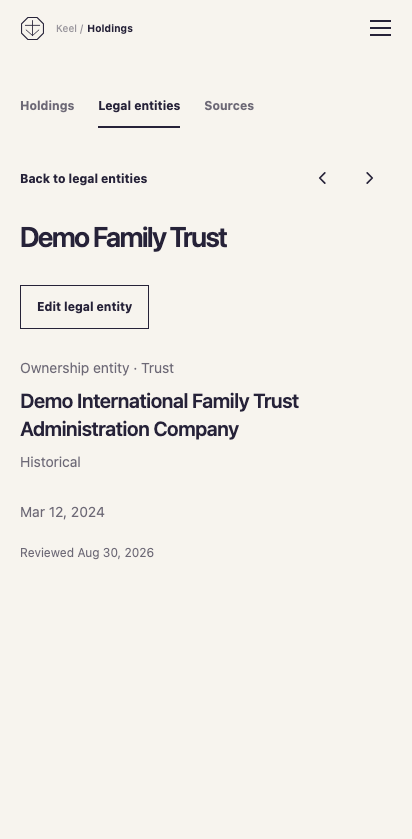 Keel / Holdings
Holdings Legal entities Sources
Back to legal entities
Demo Family Trust
Edit legal entity
Ownership entity · Trust
Demo International Family Trust
Administration Company
Historical
Mar 12, 2024
Reviewed Aug 30, 2026